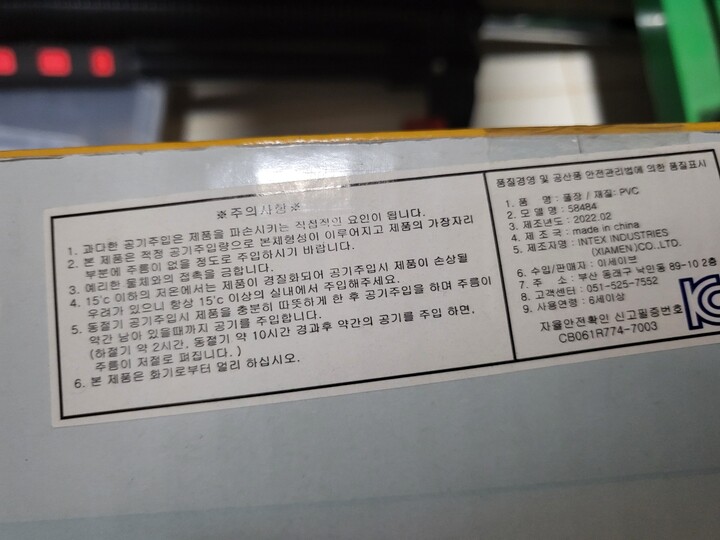 ※주의사항※
1. 과다한 공기주입은 제품을 파손시키는 직접적인 요인이 됩니다.
2. 본 제품은 적정 공기주입량으로 본체형성이 이루어지고 제품의 가장자리
부분에 주름이 없을 정도로 주입하시기 바랍니다.
3. 예리한 물체와의 접촉을 금합니다.
4. 15℃ 이하의 저온에서는 제품이 경질화되어 공기주입시 제품이 손상될
우려가 있으니 항상 15℃ 이상의 실내에서 주입해주세요.
5. 동절기 공기주입시 제품을 충분히 따뜻하게 한 후 공기주입을 하며 주름이
약간 남아 있을때까지 공기를 주입합니다.
(하절기 약 2시간, 동절기 약 10시간 경과후 약간의 공기를 주입 하면,
주름이 저절로 펴집니다. )
6. 본 제품은 화기로부터 멀리 하십시오.
품질경영 및 공산품 안전관리법에 의한 품질표시
1. 품 명 : 풀장 / 재질: PVC
2. 모 델 명 : 58484
3. 제조년도 : 2022.02
4. 제 조 국 : made in china
5. 제조자명 : INTEX INDUSTRIES
(XIAMEN)CO.,LTD.
6. 수입/판매자 : 아세이브
7. 주 소 : 부산 동래구 낙민동 89-10 2층
8. 고객센터 : 051-525-7552
9. 사용연령 : 6세이상
자율안전확인 신고필증번호
CB061R774-7003